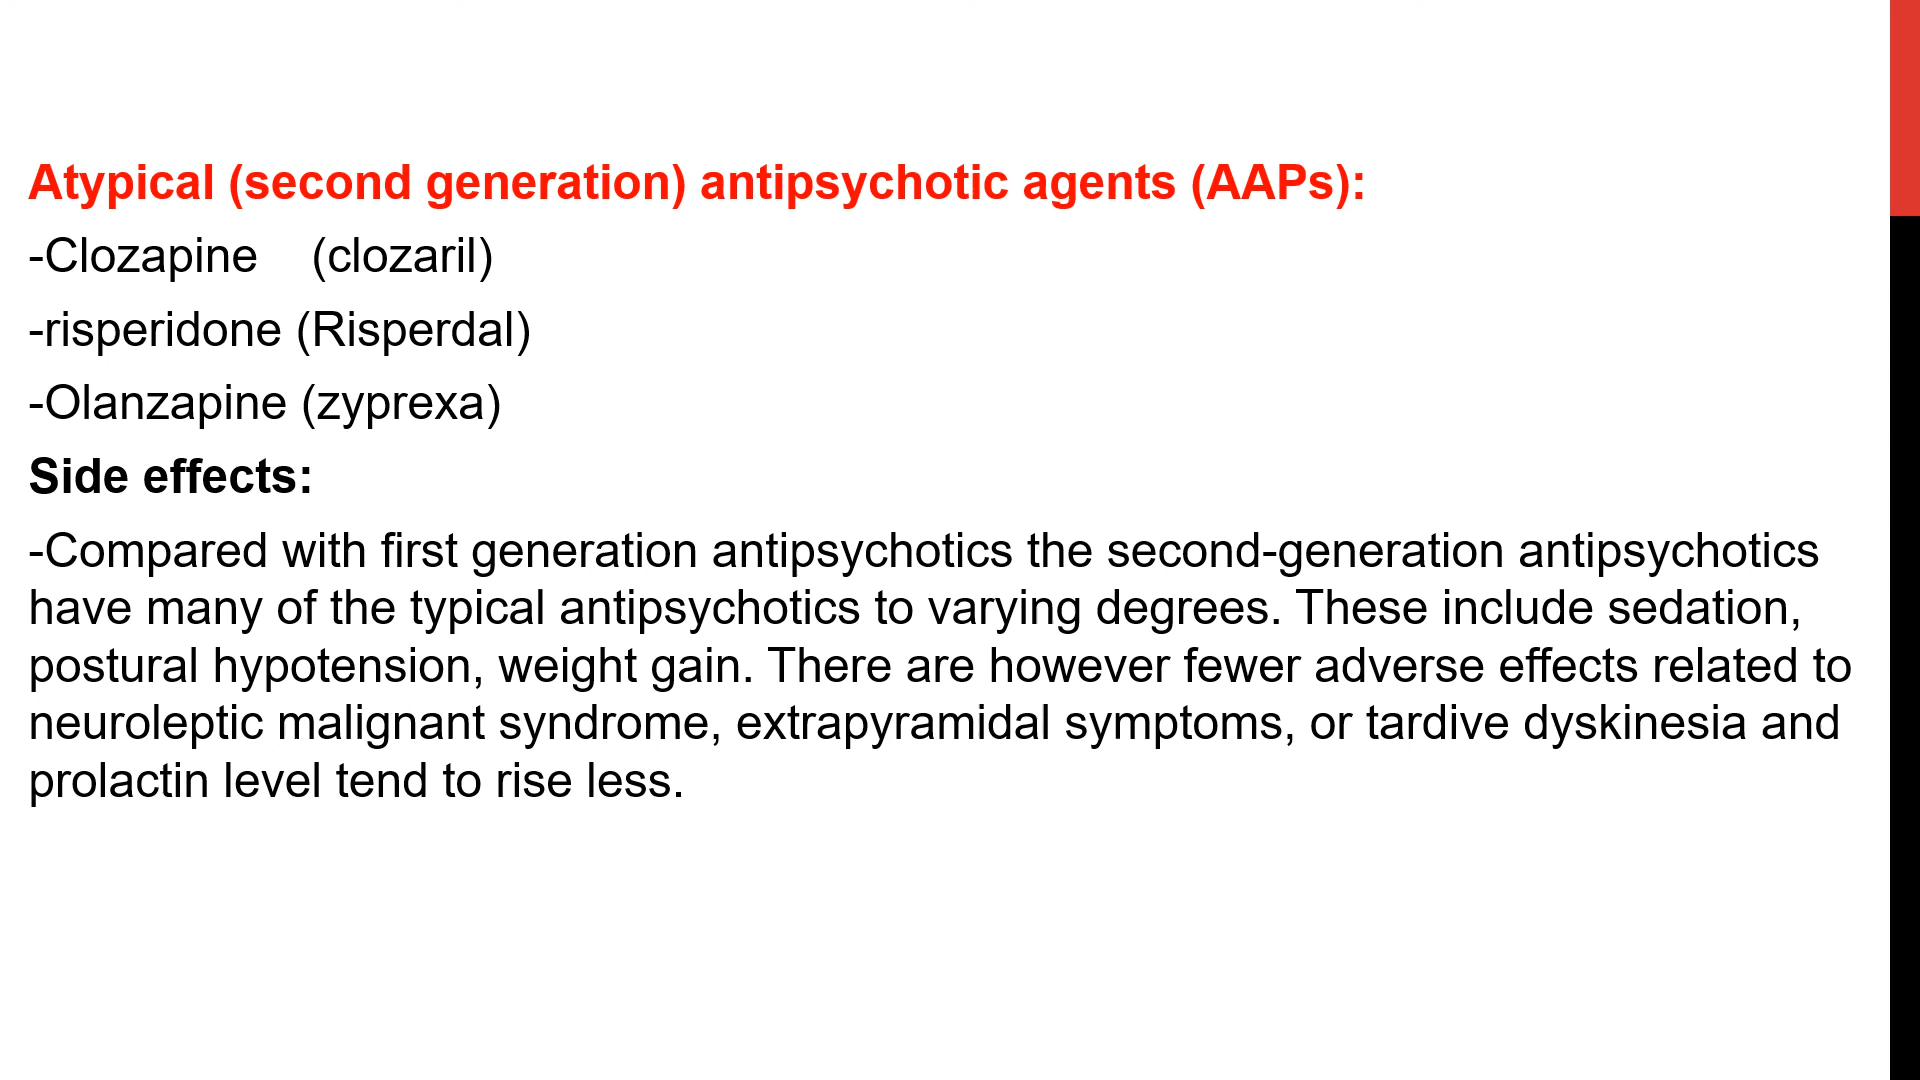 Atypical (second generation) antipsychotic agents (AAPs):
-Clozapine    (clozaril)
-risperidone (Risperdal)
-Olanzapine (zyprexa)
Side effects:
-Compared with first generation antipsychotics the second-generation antipsychotics
have many of the typical antipsychotics to varying degrees. These include sedation,
postural hypotension, weight gain. There are however fewer adverse effects related to
neuroleptic malignant syndrome, extrapyramidal symptoms, or tardive dyskinesia and
prolactin level tend to rise less.